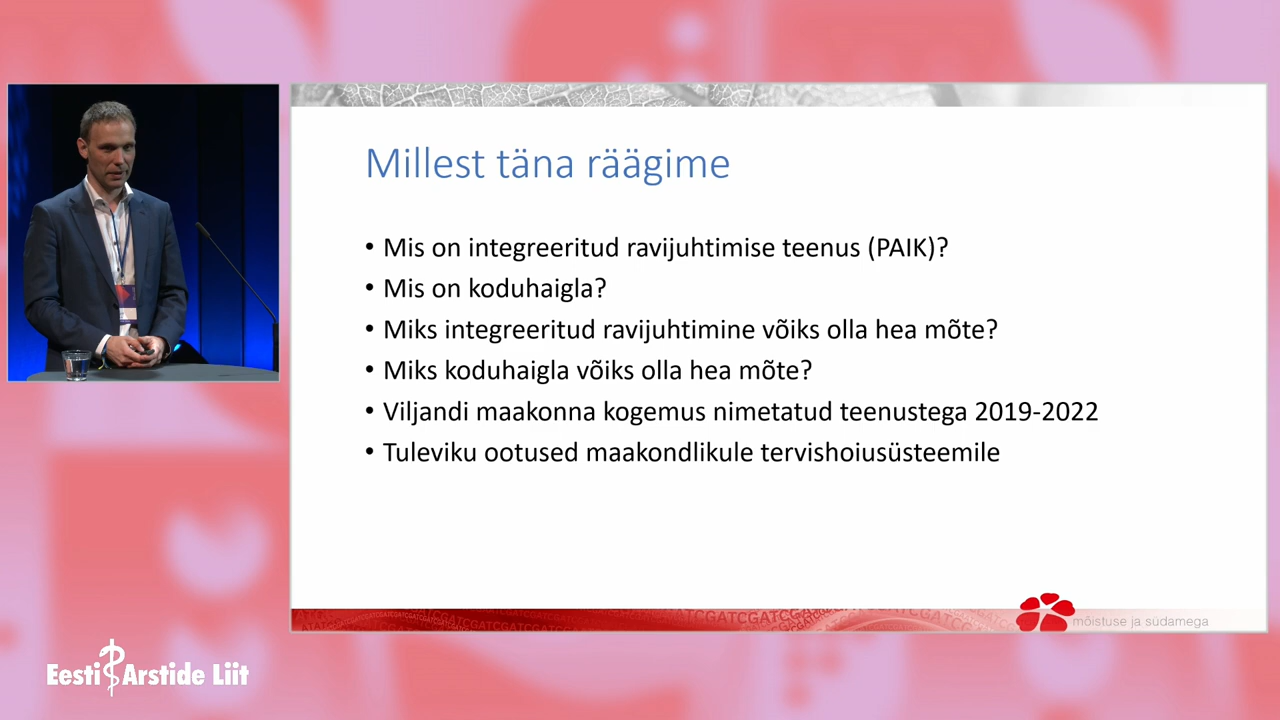 Millest täna räägime
• Mis on integreeritud ravijuhtimise teenus (PAIK)?
• Mis on koduhaigla?
• Miks integreeritud ravijuhtimine võiks olla hea mõte?
• Miks koduhaigla võiks olla hea mõte?
• Viljandi maakonna kogemus nimetatud teenustega 2019-2022
• Tuleviku ootused maakondlikule tervishoiusüsteemile
mõistuse ja südamega
Eesti Arstide Liit